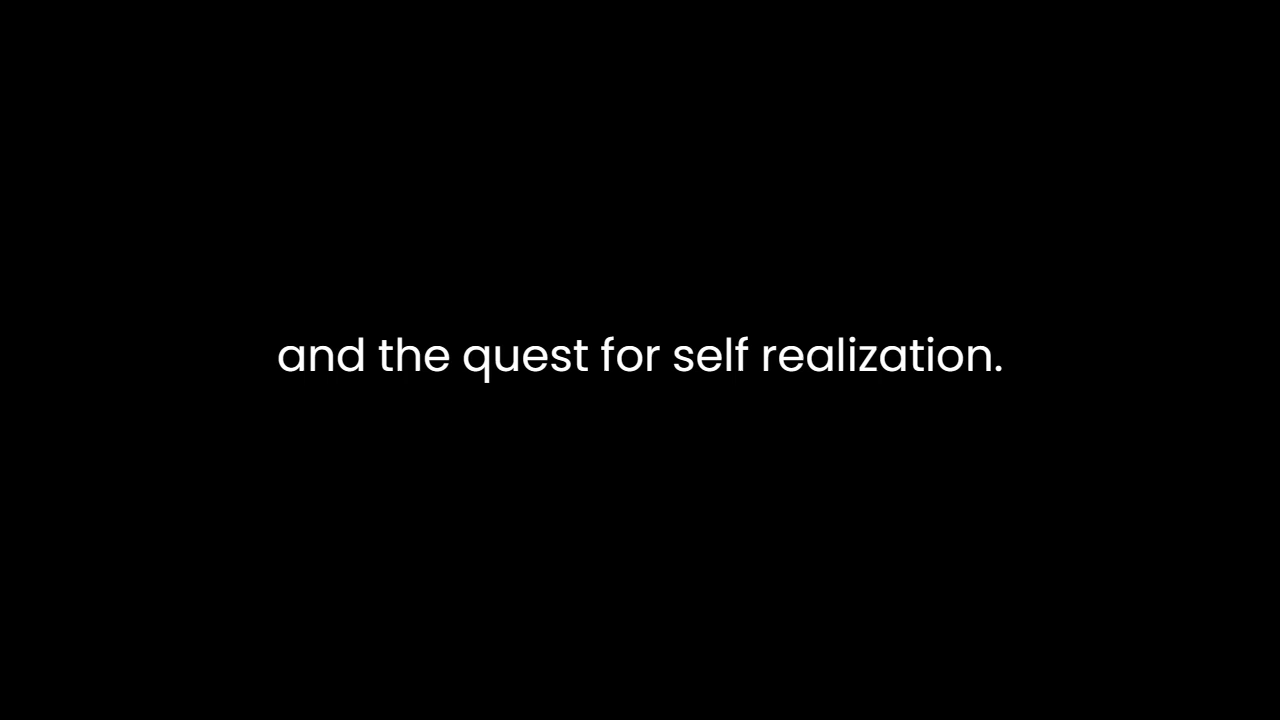 and the quest for self realization.